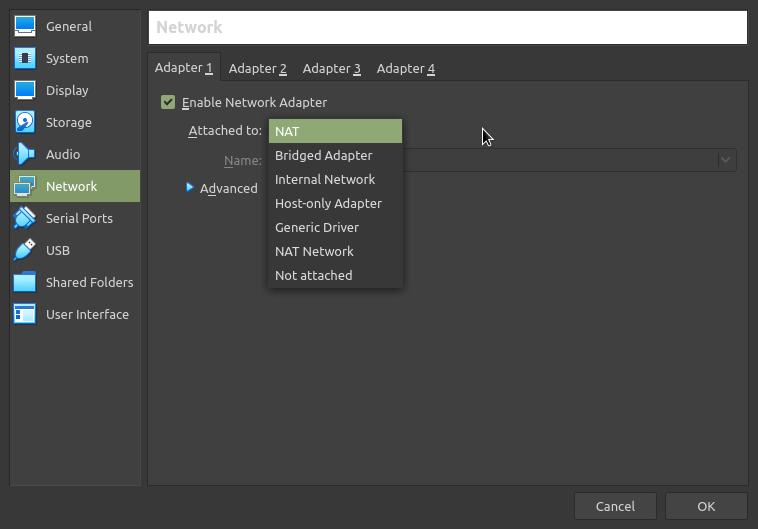 General
System
Display
Storage
Audio
Network
Serial Ports
USB
Shared Folders
User Interface
Network
Adapter 1 Adapter 2 Adapter 3 Adapter 4
Enable Network Adapter
Attached to: NAT
Bridged Adapter
Name:
Internal Network
Advanced
Host-only Adapter
Generic Driver
NAT Network
Not attached
Cancel OK